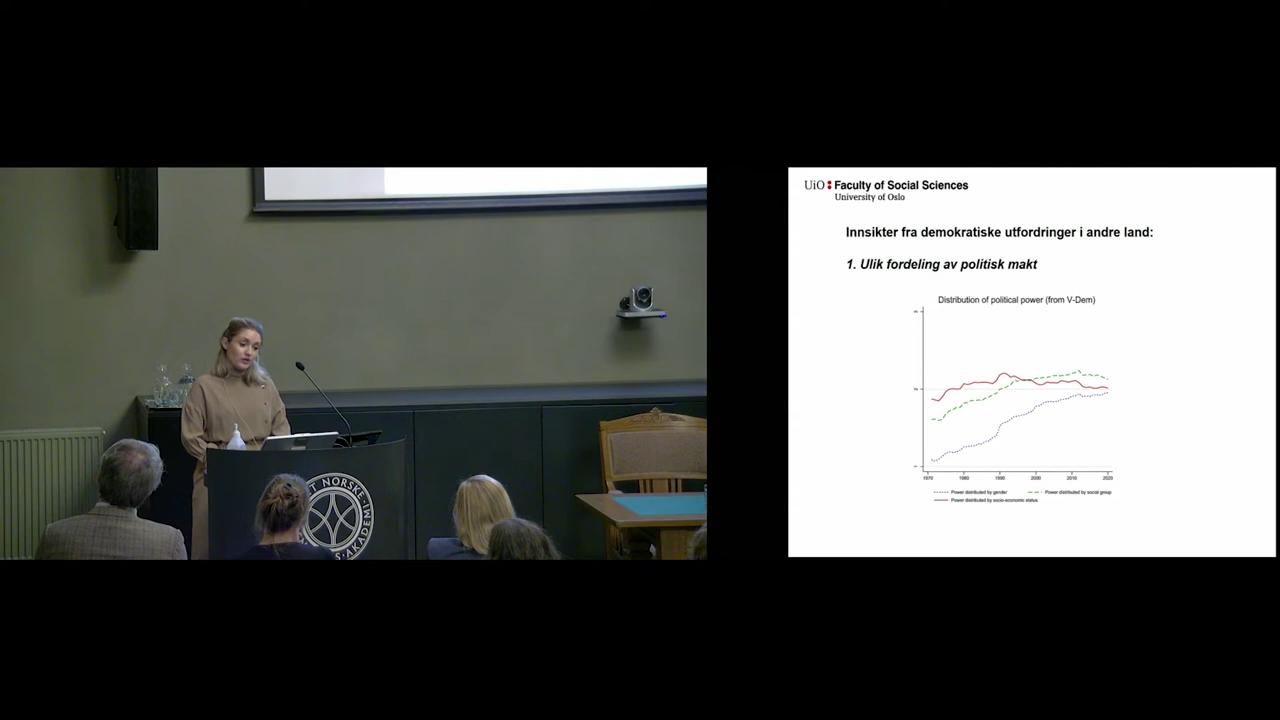 UiO Faculty of Social Sciences
University of Oslo
Innsikter fra demokratiske utfordringer i andre land:
1. Ulik fordeling av politisk makt
Distribution of political power (from V-Dem)
1970 1980 1990 2000 2010 2020
Power distributed by gender Power distributed by social group
Power distributed by socio-economic status
T NORSKE
S·AKADEMI